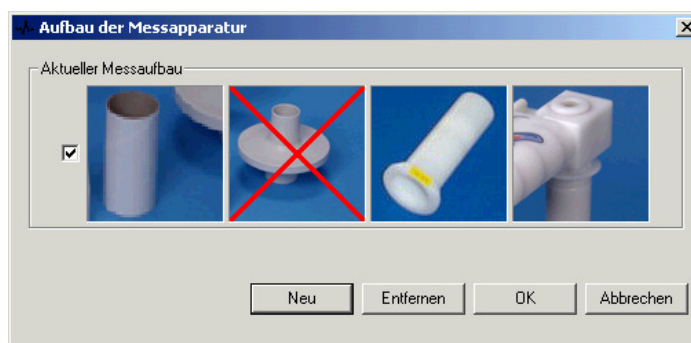 Aufbau der Messapparatur
Aktueller Messaufbau
Neu
Entfernen
OK
Abbrechen